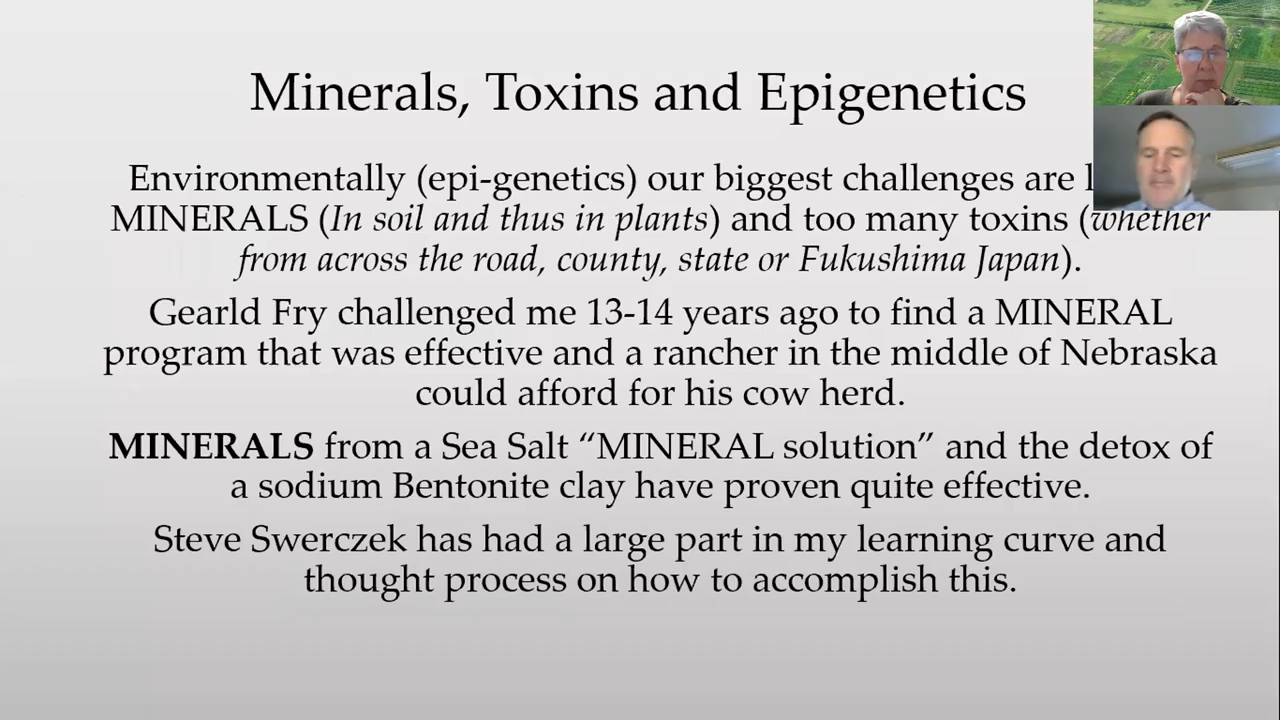 Minerals, Toxins and Epigenetics
Environmentally (epi-genetics) our biggest challenges are
MINERALS (In soil and thus in plants) and too many toxins (whether
from across the road, county, state or Fukushima Japan).
Gearld Fry challenged me 13-14 years ago to find a MINERAL
program that was effective and a rancher in the middle of Nebraska
could afford for his cow herd.
MINERALS from a Sea Salt “MINERAL solution” and the detox of
a sodium Bentonite clay have proven quite effective.
Steve Swerczek has had a large part in my learning curve and
thought process on how to accomplish this.